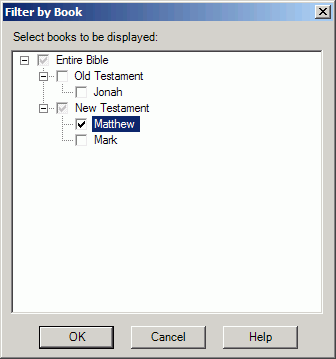 Filter by Book
Select books to be displayed:
Entire Bible
Old Testament
Jonah
New Testament
Matthew
Mark
OK Cancel Help